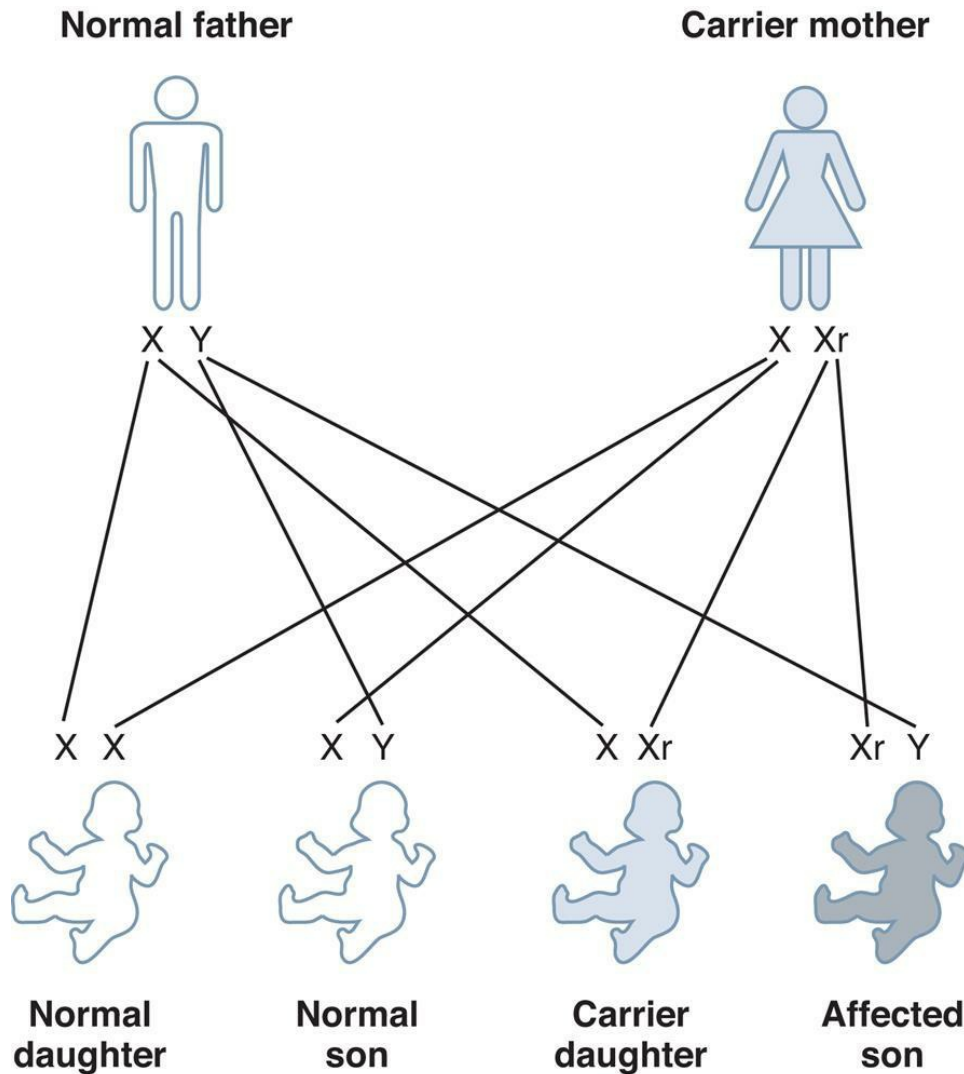 Normal father
Carrier mother
X Y
X Xr
X X
X Y
X Xr
Xr Y
Normal
daughter
Normal
son
Carrier
daughter
Affected
son